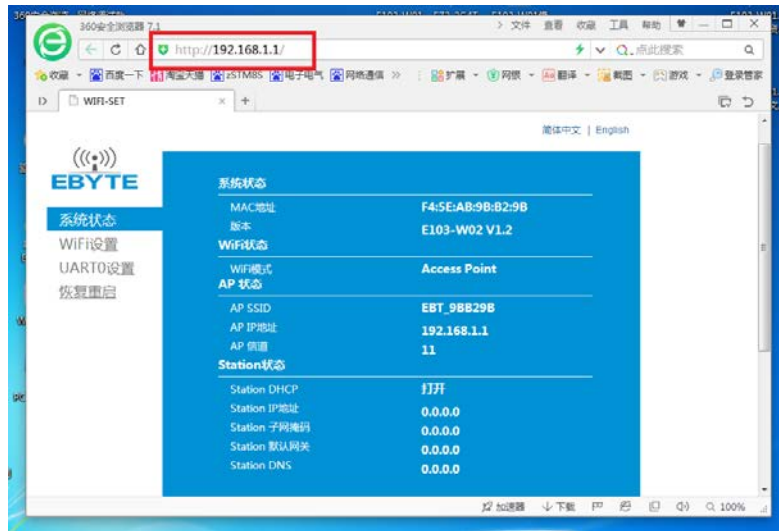 360安全浏览器 7.1
文件 查看 收藏 工具 帮助
http://192.168.1.1/
点此搜索
收藏 百度一下 淘宝天猫 zSTM8S 电子电气 网络通信 » 扩展 网银 翻译 截图 游戏 登录管家
WIFI-SET
简体中文 | English
EBYTE
系统状态
WiFi设置
UART0设置
恢复重启
系统状态
MAC地址 F4:5E:AB:9B:B2:9B
版本 E103-W02 V1.2
WiFi状态
WiFi模式 Access Point
AP 状态
AP SSID EBT_9BB29B
AP IP地址 192.168.1.1
AP 信道 11
Station状态
Station DHCP 打开
Station IP地址 0.0.0.0
Station 子网掩码 0.0.0.0
Station 默认网关 0.0.0.0
Station DNS 0.0.0.0
加速器 下载 100%